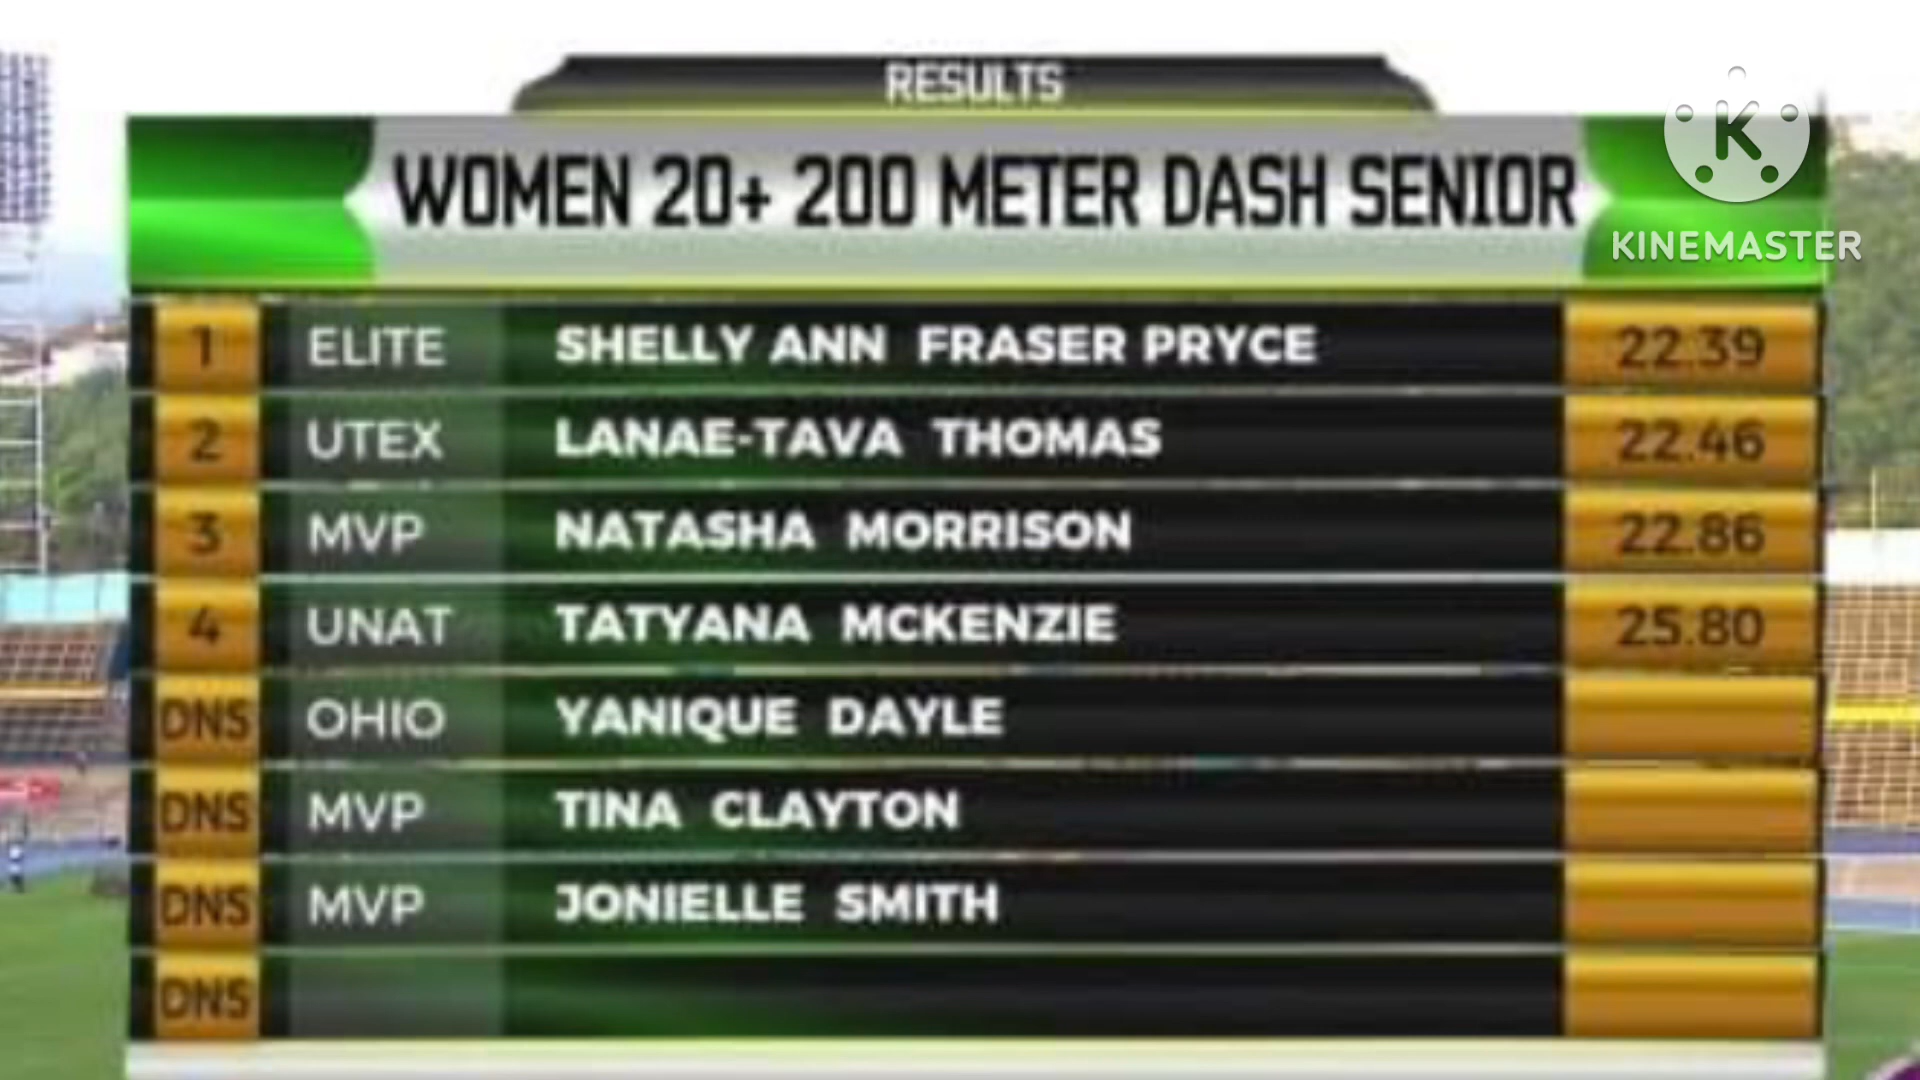 RESULTS
WOMEN 20+ 200 METER DASH SENIOR
K
KINEMASTER
1 ELITE SHELLY ANN FRASER PRYCE 22.39
2 UTEX LANAE-TAVA THOMAS 22.46
3 MVP NATASHA MORRISON 22.86
4 UNAT TATYANA MCKENZIE 25.80
DNS OHIO YANIQUE DAYLE
DNS MVP TINA CLAYTON
DNS MVP JONIELLE SMITH
DNS